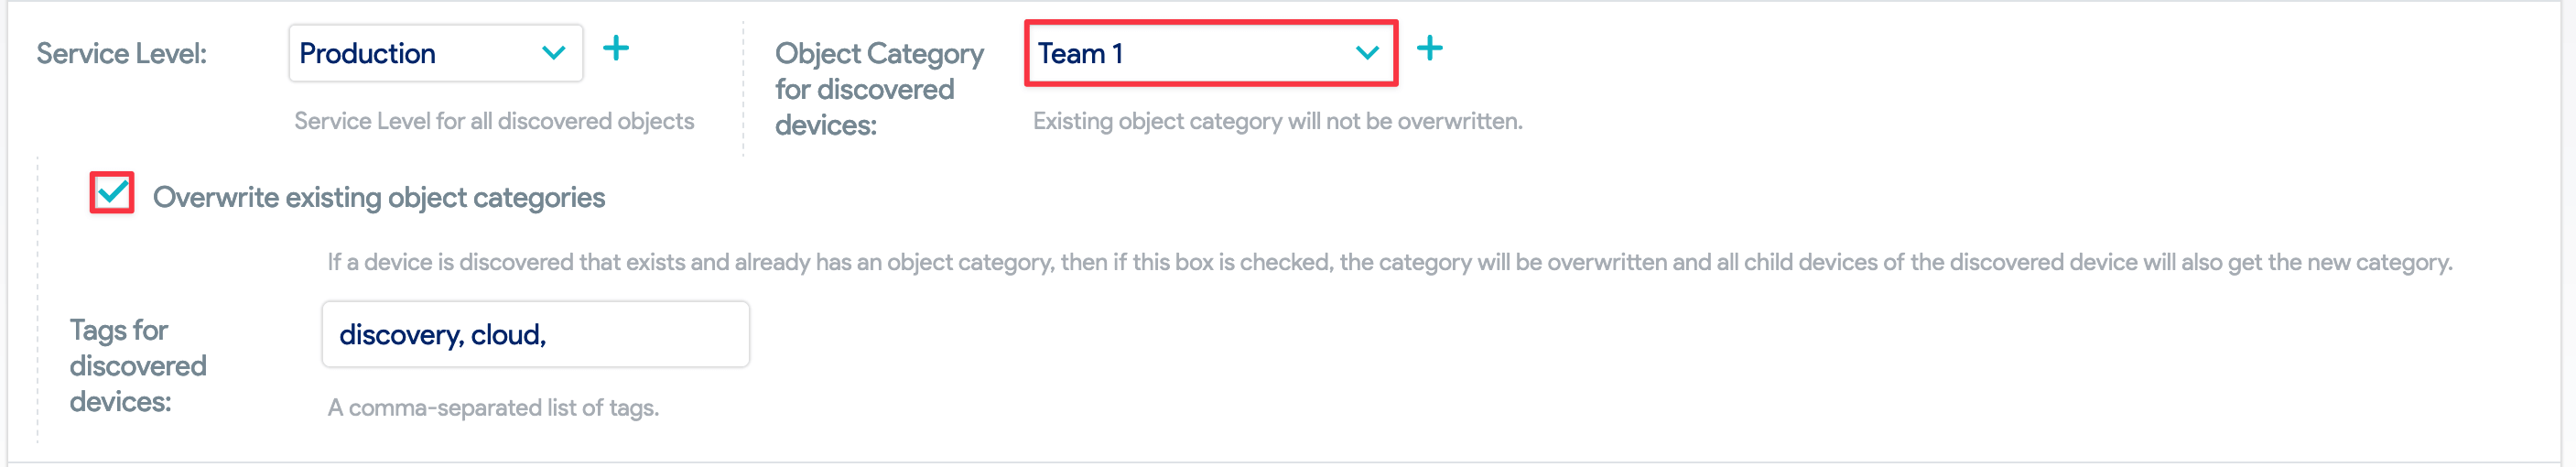 Service Level:
Production
Service Level for all discovered objects
Object Category
for discovered
devices:
Team 1
Existing object category will not be overwritten.
Overwrite existing object categories
If a device is discovered that exists and already has an object category, then if this box is checked, the category will be overwritten and all child devices of the discovered device will also get the new category.
Tags for
discovered
devices:
discovery, cloud,
A comma-separated list of tags.